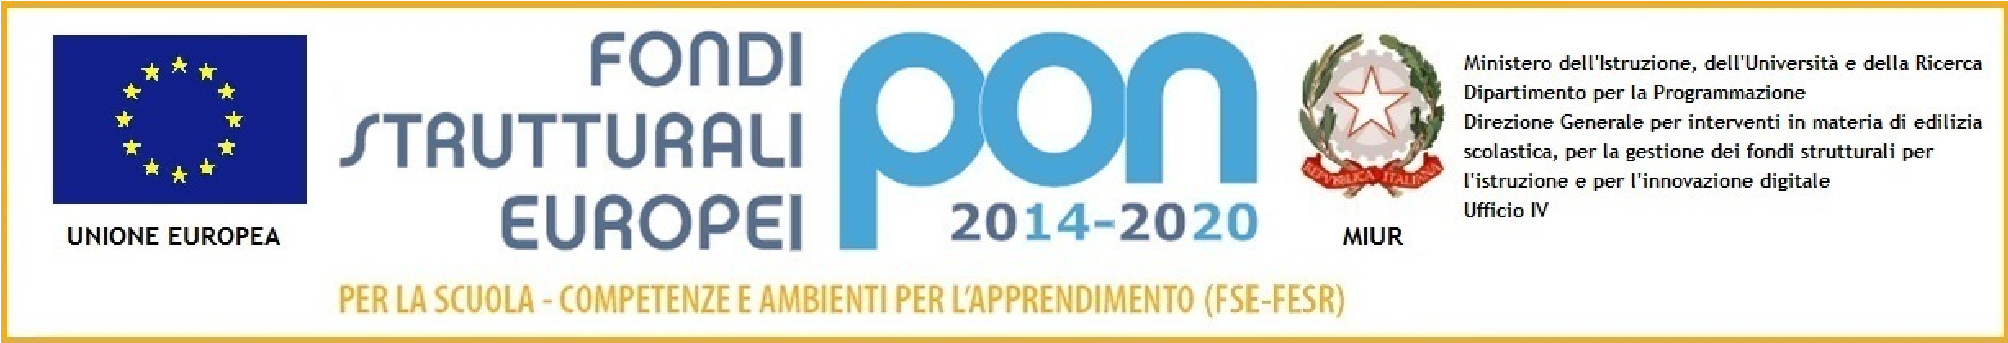 UNIONE EUROPEA
FONDI
STRUTTURALI
EUROPEI
pon
2014-2020
PER LA SCUOLA - COMPETENZE E AMBIENTI PER L'APPRENDIMENTO (FSE-FESR)
REPVBBLICA ITALIANA
MIUR
Ministero dell'Istruzione, dell'Università e della Ricerca
Dipartimento per la Programmazione
Direzione Generale per interventi in materia di edilizia
scolastica, per la gestione dei fondi strutturali per
l'istruzione e per l'innovazione digitale
Ufficio IV